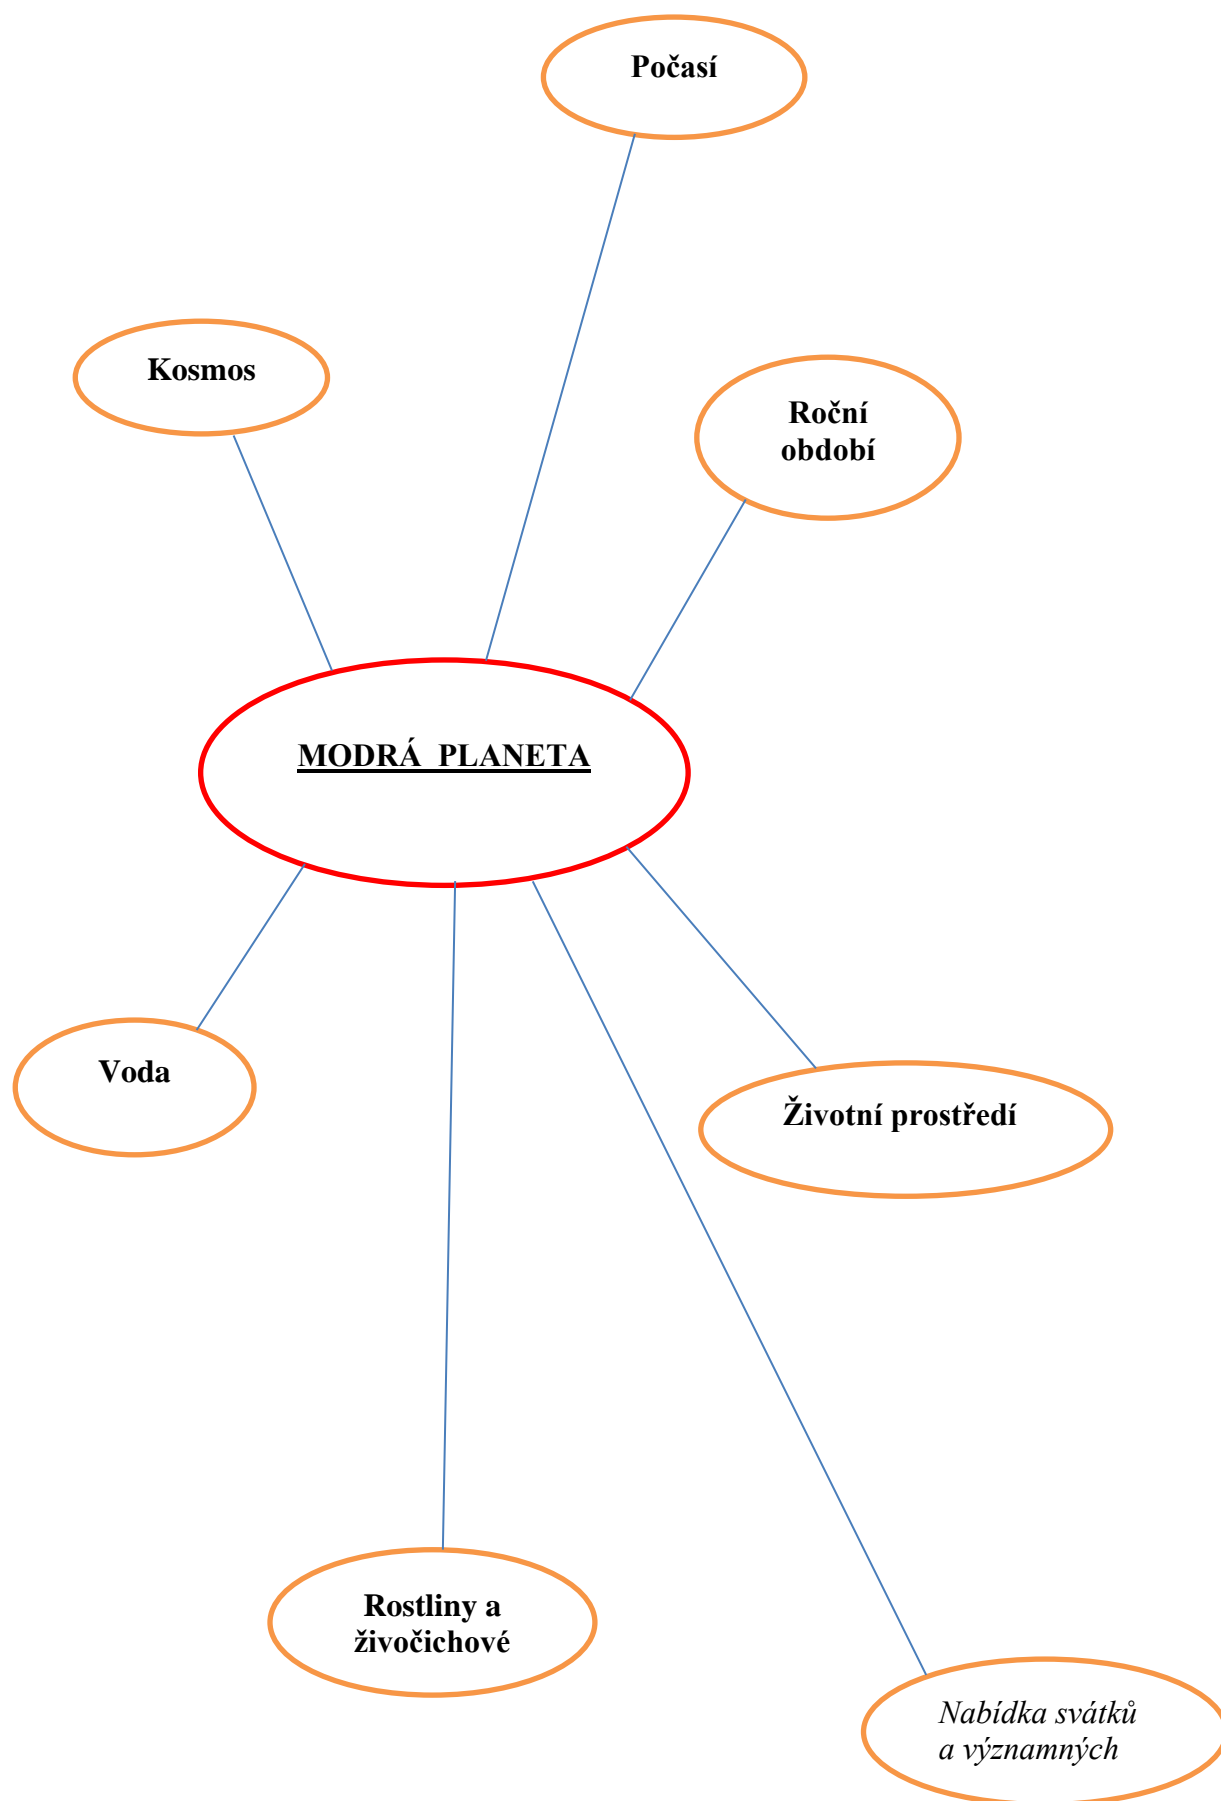 Počasí
Kosmos
Roční
období
MODRÁ PLANETA
Voda
Životní prostředí
Rostliny a
živočichové
Nabídka svátků
a významných